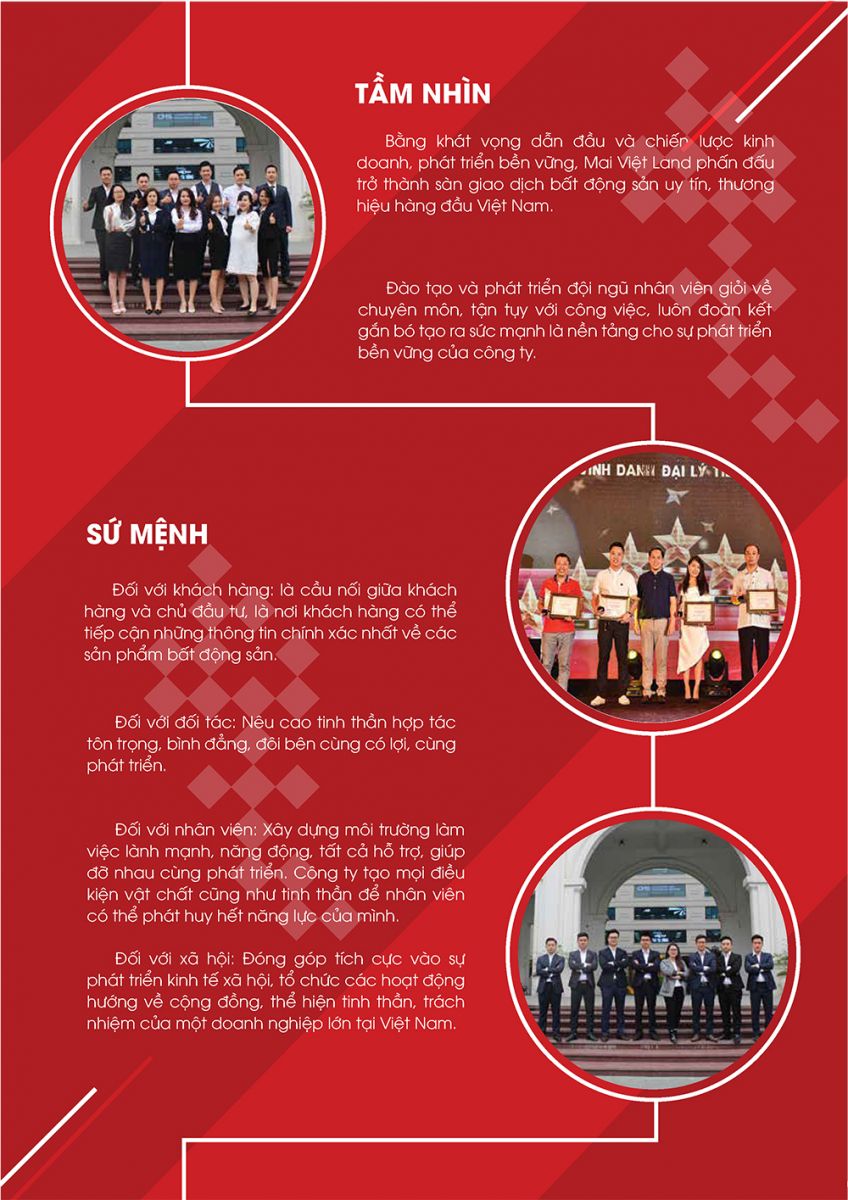 TẦM NHÌN
Bằng khát vọng dẫn đầu và chiến lược kinh
doanh, phát triển bền vững, Mai Việt Land phấn đấu
trở thành sàn giao dịch bất động sản uy tín, thương
hiệu hàng đầu Việt Nam.
Đào tạo và phát triển đội ngũ nhân viên giỏi về
chuyên môn, tận tụy với công việc, luôn đoàn kết
gắn bó tạo ra sức mạnh là nền tảng cho sự phát triển
bền vững của công ty.
VINH DANH ĐẠI LÝ
SỨ MỆNH
Đối với khách hàng: là cầu nối giữa khách
hàng và chủ đầu tư, là nơi khách hàng có thể
tiếp cận những thông tin chính xác nhất về các
sản phẩm bất động sản.
Đối với đối tác: Nêu cao tinh thần hợp tác
tôn trọng, bình đẳng, đôi bên cùng có lợi, cùng
phát triển.
Đối với nhân viên: Xây dựng môi trường làm
việc lành mạnh, năng động, tất cả hỗ trợ, giúp
đỡ nhau cùng phát triển. Công ty tạo mọi điều
kiện vật chất cũng như tinh thần để nhân viên
có thể phát huy hết năng lực của mình.
Đối với xã hội: Đóng góp tích cực vào sự
phát triển kinh tế xã hội, tổ chức các hoạt động
hướng về cộng đồng, thể hiện tinh thần, trách
nhiệm của một doanh nghiệp lớn tại Việt Nam.